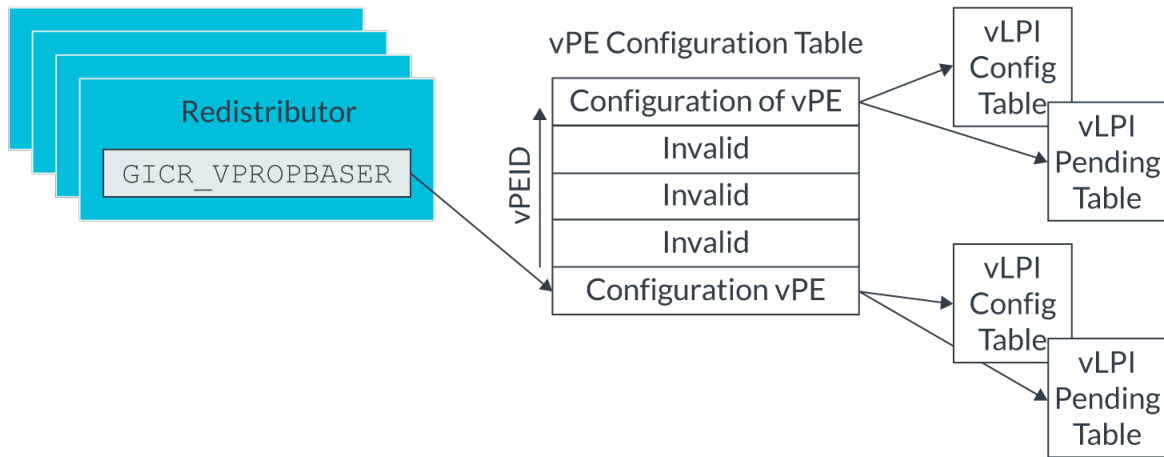 Redistributor
GICR_VPROPBASER
vPE Configuration Table
vPEID
Configuration of vPE
Invalid
Invalid
Invalid
Configuration vPE
vLPI
Config
Table
vLPI
Pending
Table
vLPI
Config
Table
vLPI
Pending
Table